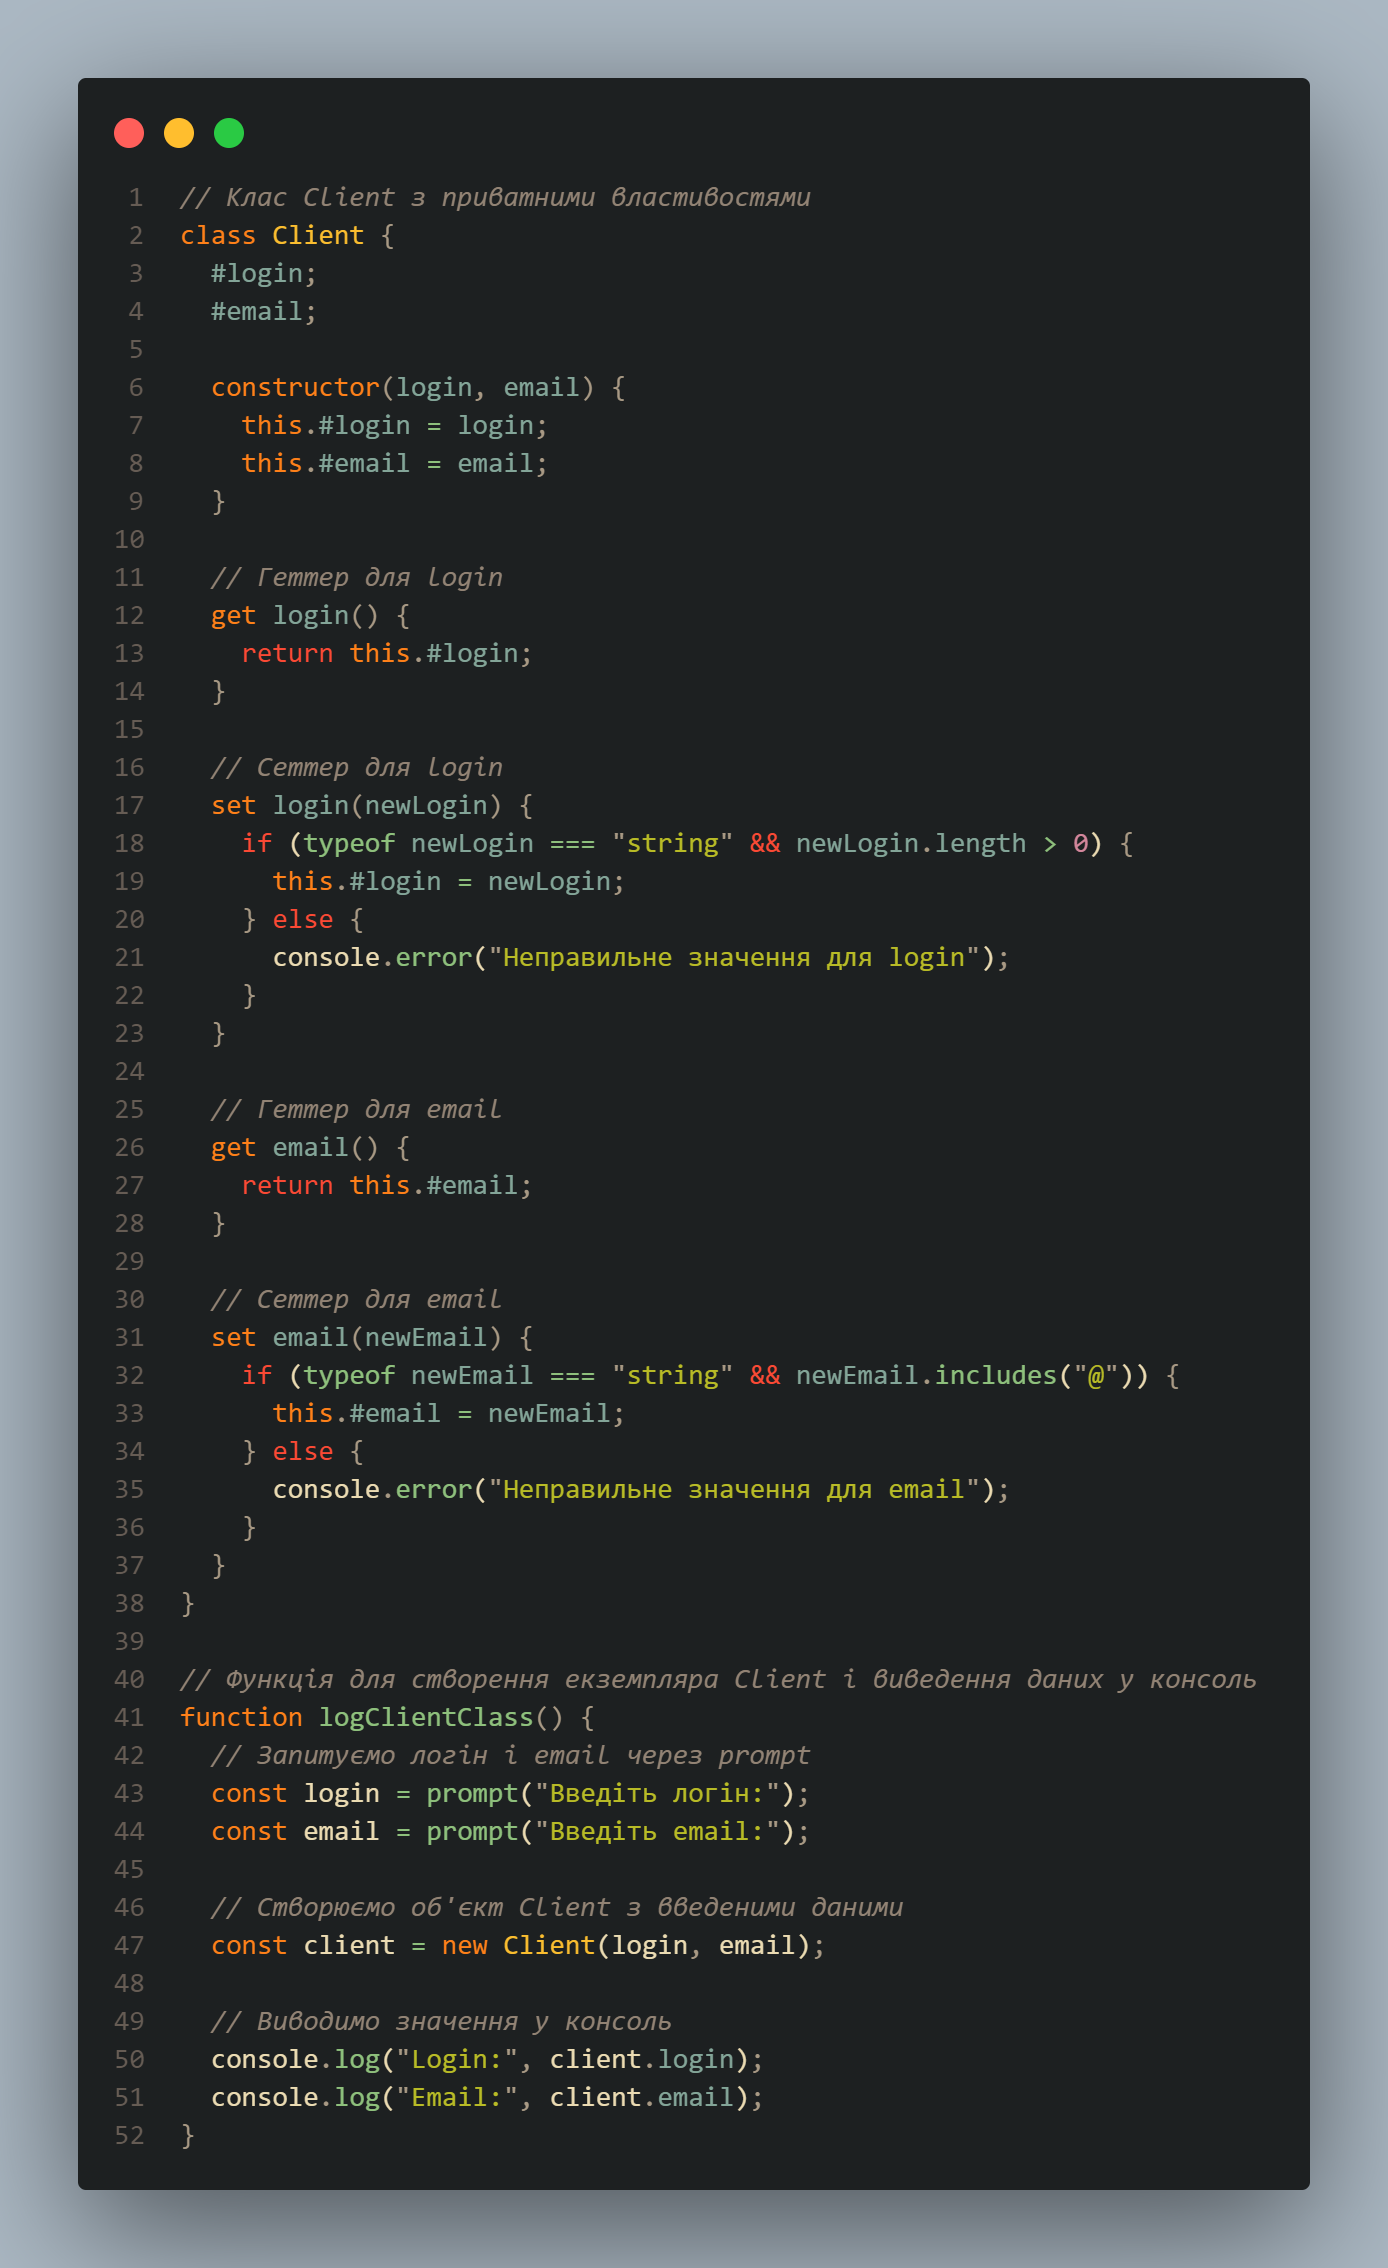 1 // Клас Client з приватними властивостями
2 class Client {
3   #login;
4   #email;
5
6   constructor(login, email) {
7     this.#login = login;
8     this.#email = email;
9   }
10
11   // Геттер для login
12   get login() {
13     return this.#login;
14   }
15
16   // Сеттер для login
17   set login(newLogin) {
18     if (typeof newLogin === "string" && newLogin.length > 0) {
19       this.#login = newLogin;
20     } else {
21       console.error("Неправильне значення для login");
22     }
23   }
24
25   // Геттер для email
26   get email() {
27     return this.#email;
28   }
29
30   // Сеттер для email
31   set email(newEmail) {
32     if (typeof newEmail === "string" && newEmail.includes("@")) {
33       this.#email = newEmail;
34     } else {
35       console.error("Неправильне значення для email");
36     }
37   }
38 }
39
40 // Функція для створення екземпляра Client і виведення даних у консоль
41 function logClientClass() {
42   // Запитуємо логін і email через prompt
43   const login = prompt("Введіть логін:");
44   const email = prompt("Введіть email:");
45
46   // Створюємо об'єкт Client з введеними даними
47   const client = new Client(login, email);
48
49   // Виводимо значення у консоль
50   console.log("Login:", client.login);
51   console.log("Email:", client.email);
52 }